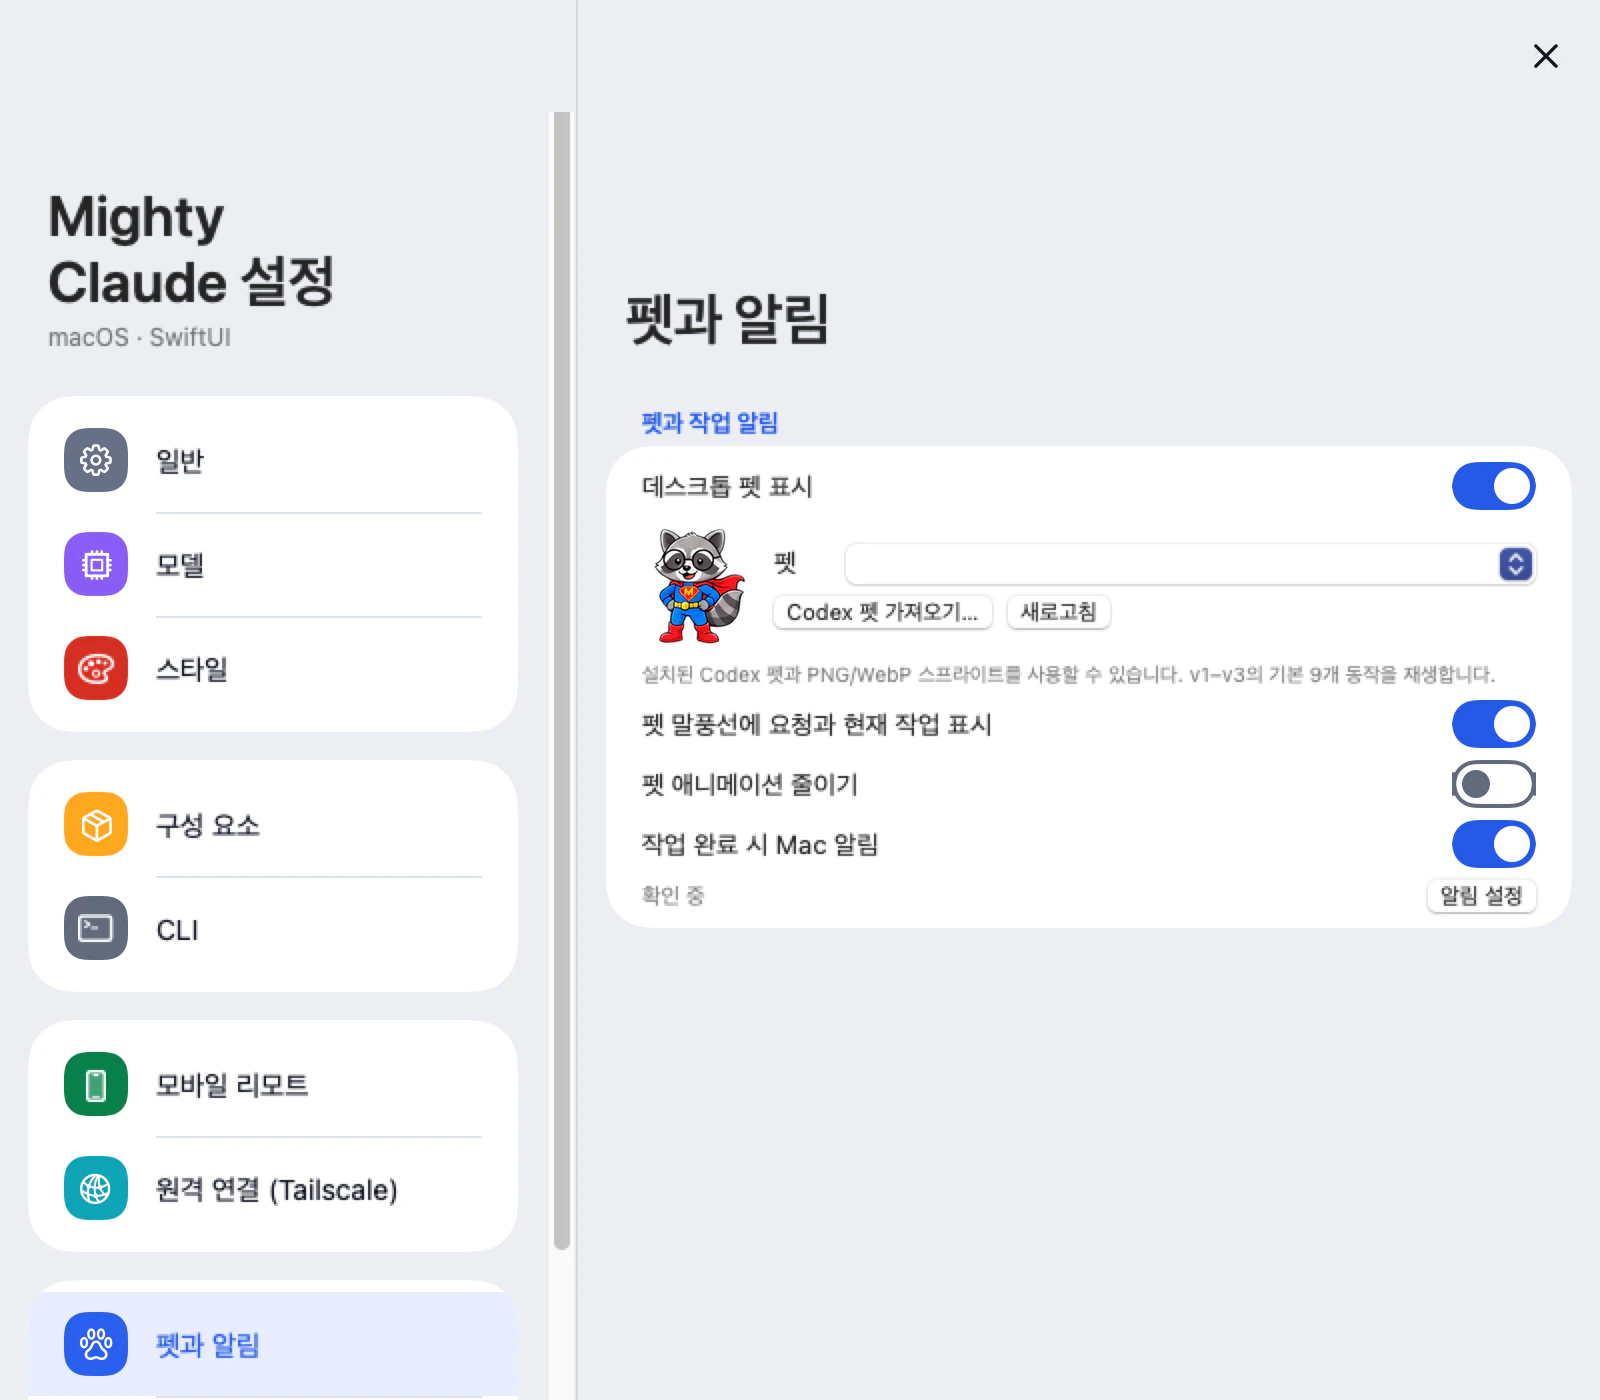 Mighty
Claude 설정
macOS · SwiftUI
일반
모델
스타일
구성 요소
CLI
모바일 리모트
원격 연결 (Tailscale)
펫과 알림
펫과 알림
펫과 작업 알림
데스크톱 펫 표시
M
펫
Codex 펫 가져오기...
새로고침
설치된 Codex 펫과 PNG/WebP 스프라이트를 사용할 수 있습니다. v1–v3의 기본 9개 동작을 재생합니다.
펫 말풍선에 요청과 현재 작업 표시
펫 애니메이션 줄이기
작업 완료 시 Mac 알림
확인 중
알림 설정